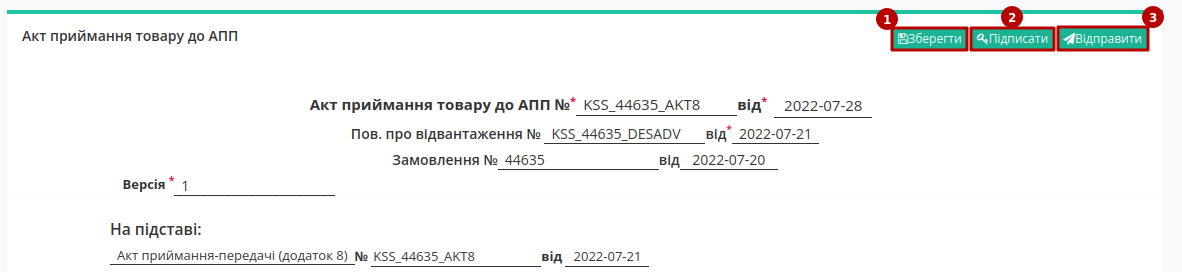 1 2 3
Акт приймання товару до АПП Зберегти Підписати Відправити
Акт приймання товару до АПП №* KSS_44635_AKT8 від* 2022-07-28
Пов. про відвантаження № KSS_44635_DESADV від* 2022-07-21
Замовлення № 44635 від 2022-07-20
Версія * 1
На підставі:
Акт приймання-передачі (додаток 8) № KSS_44635_AKT8 від 2022-07-21